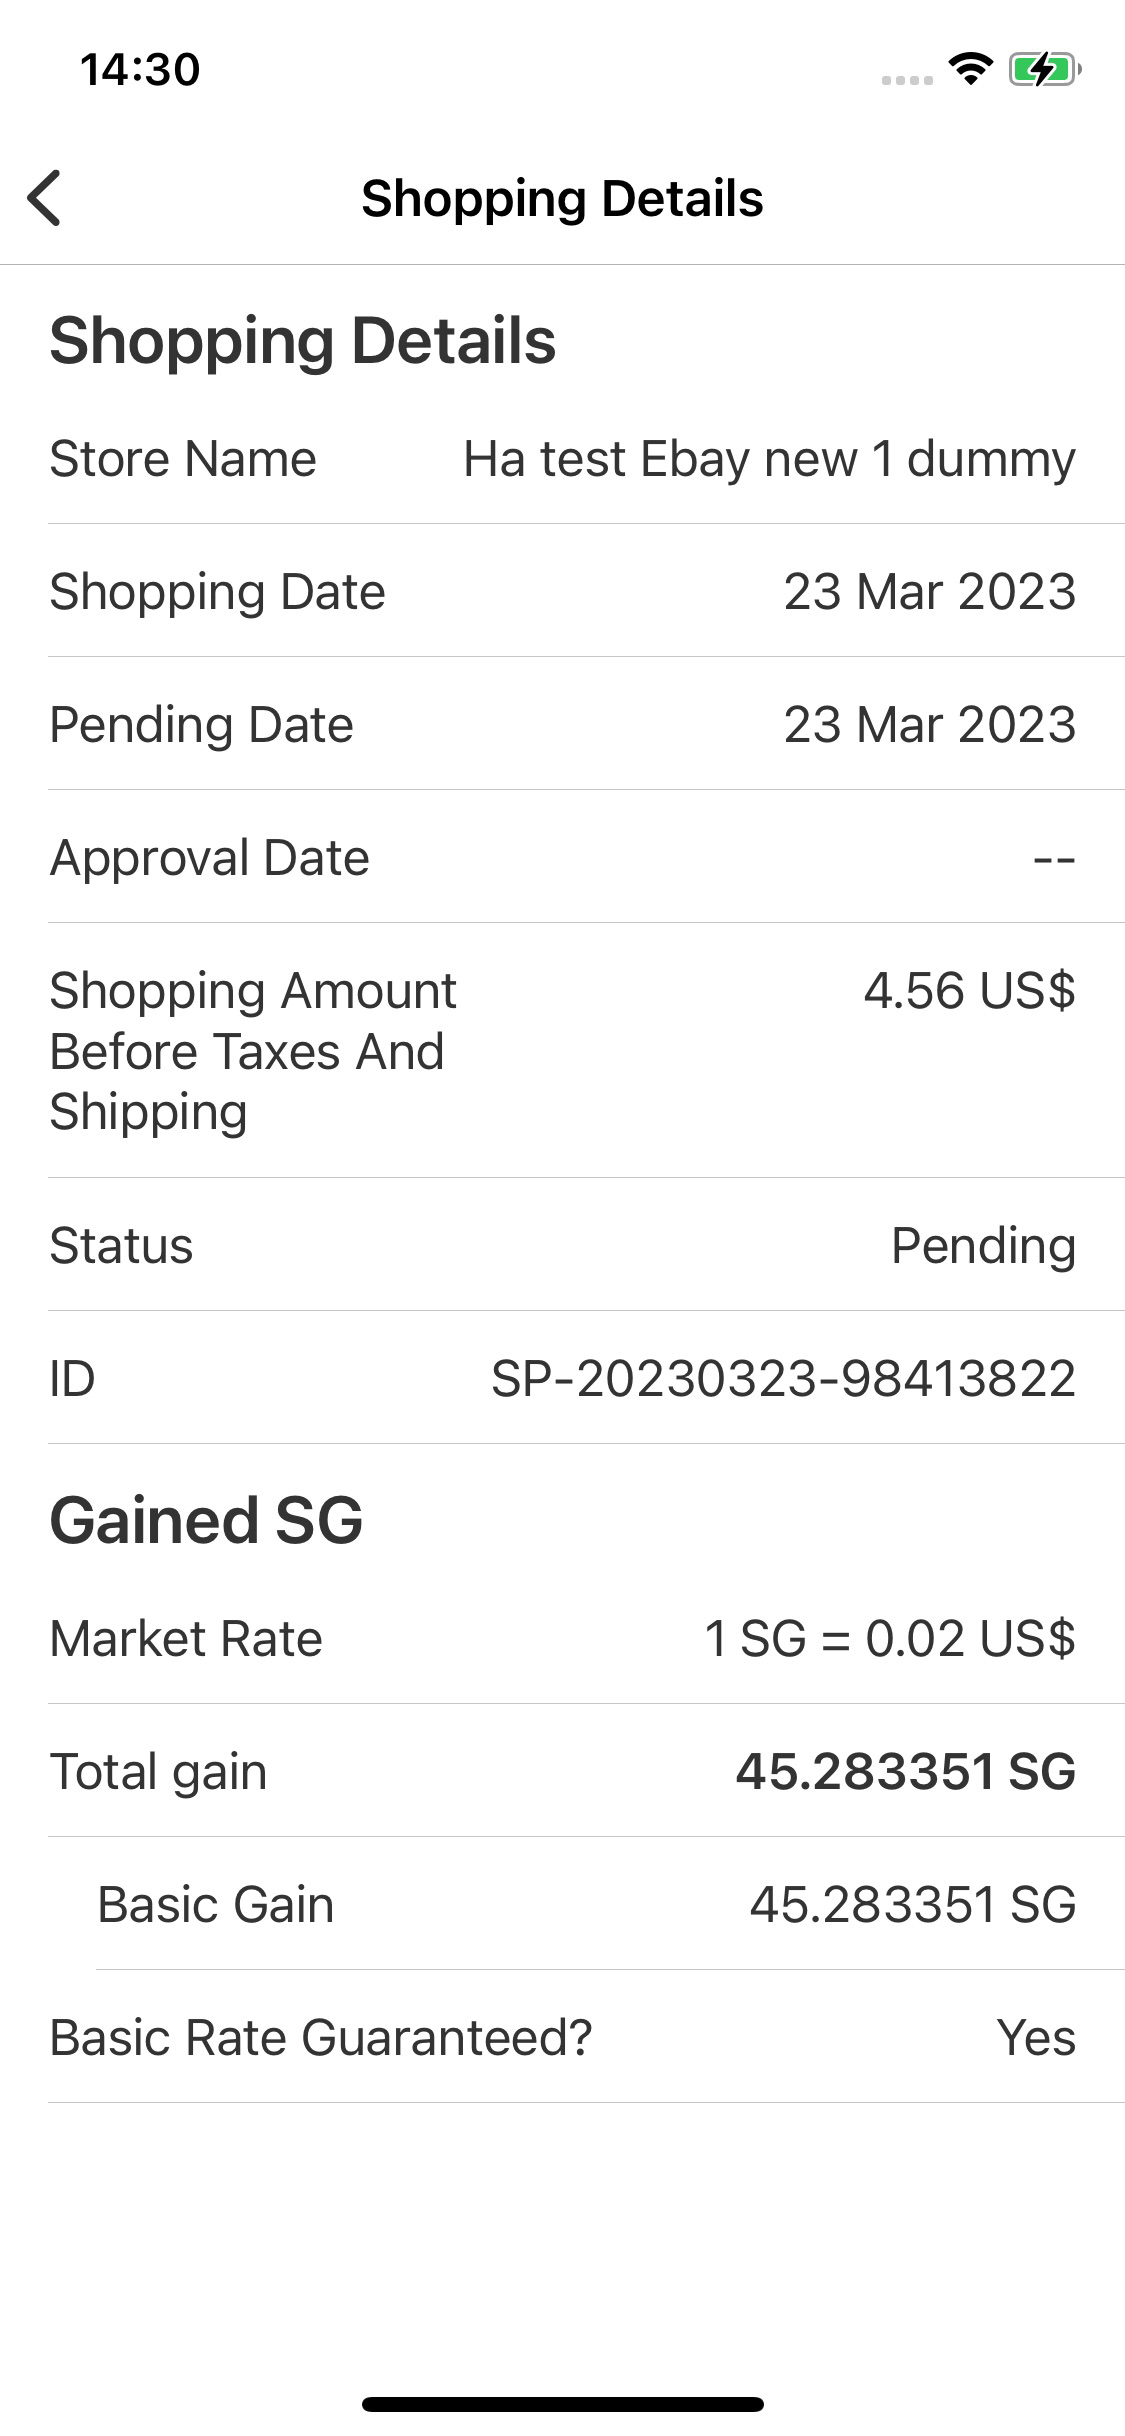 14:30
Shopping Details
Shopping Details
Store Name Ha test Ebay new 1 dummy
Shopping Date 23 Mar 2023
Pending Date 23 Mar 2023
Approval Date --
Shopping Amount 4.56 US$
Before Taxes And
Shipping
Status Pending
ID SP-20230323-98413822
Gained SG
Market Rate 1 SG = 0.02 US$
Total gain 45.283351 SG
Basic Gain 45.283351 SG
Basic Rate Guaranteed? Yes